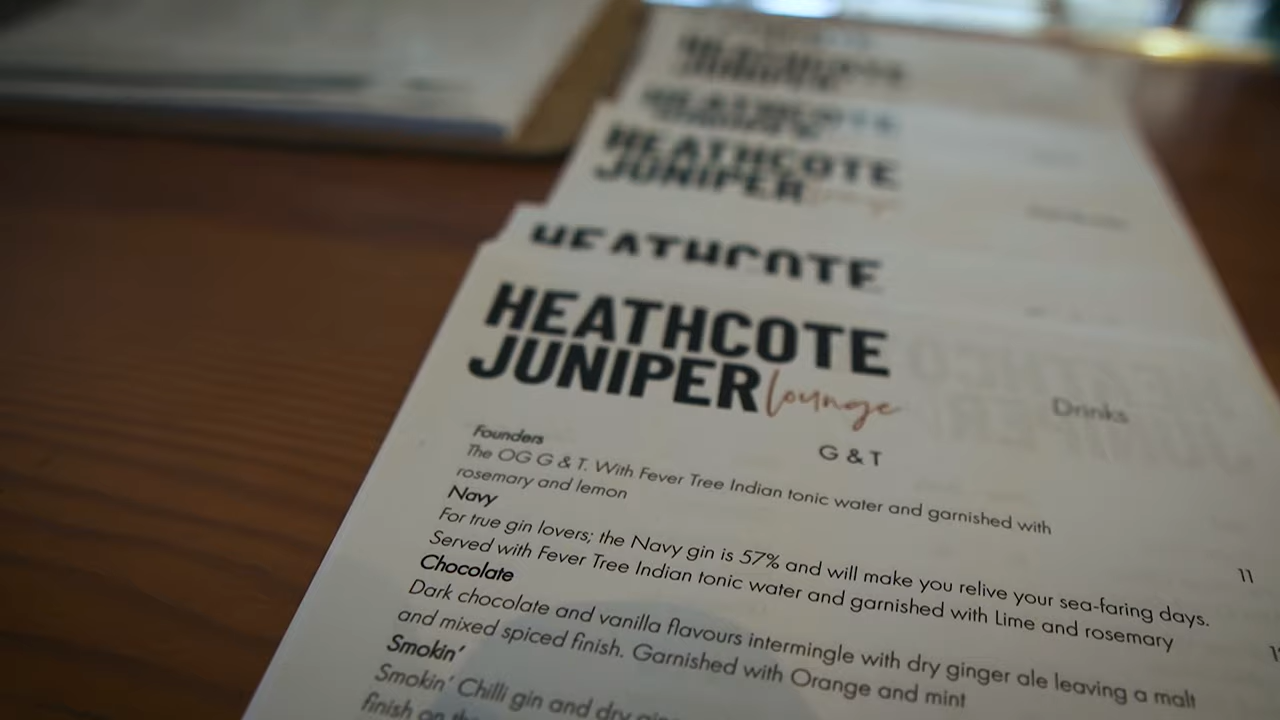 HEATHCOTE
JUNIPER
HEATHCOTE
HEATHCOTE
JUNIPER lounge
Drinks
G & T
Founders
The OG G & T. With Fever Tree Indian tonic water and garnished with
rosemary and lemon
11
Navy
For true gin lovers; the Navy gin is 57% and will make you relive your sea-faring days.
Served with Fever Tree Indian tonic water and garnished with Lime and rosemary
Chocolate
Dark chocolate and vanilla flavours intermingle with dry ginger ale leaving a malt
and mixed spiced finish. Garnished with Orange and mint
Smokin'
Smokin' Chilli gin and dry
finish on